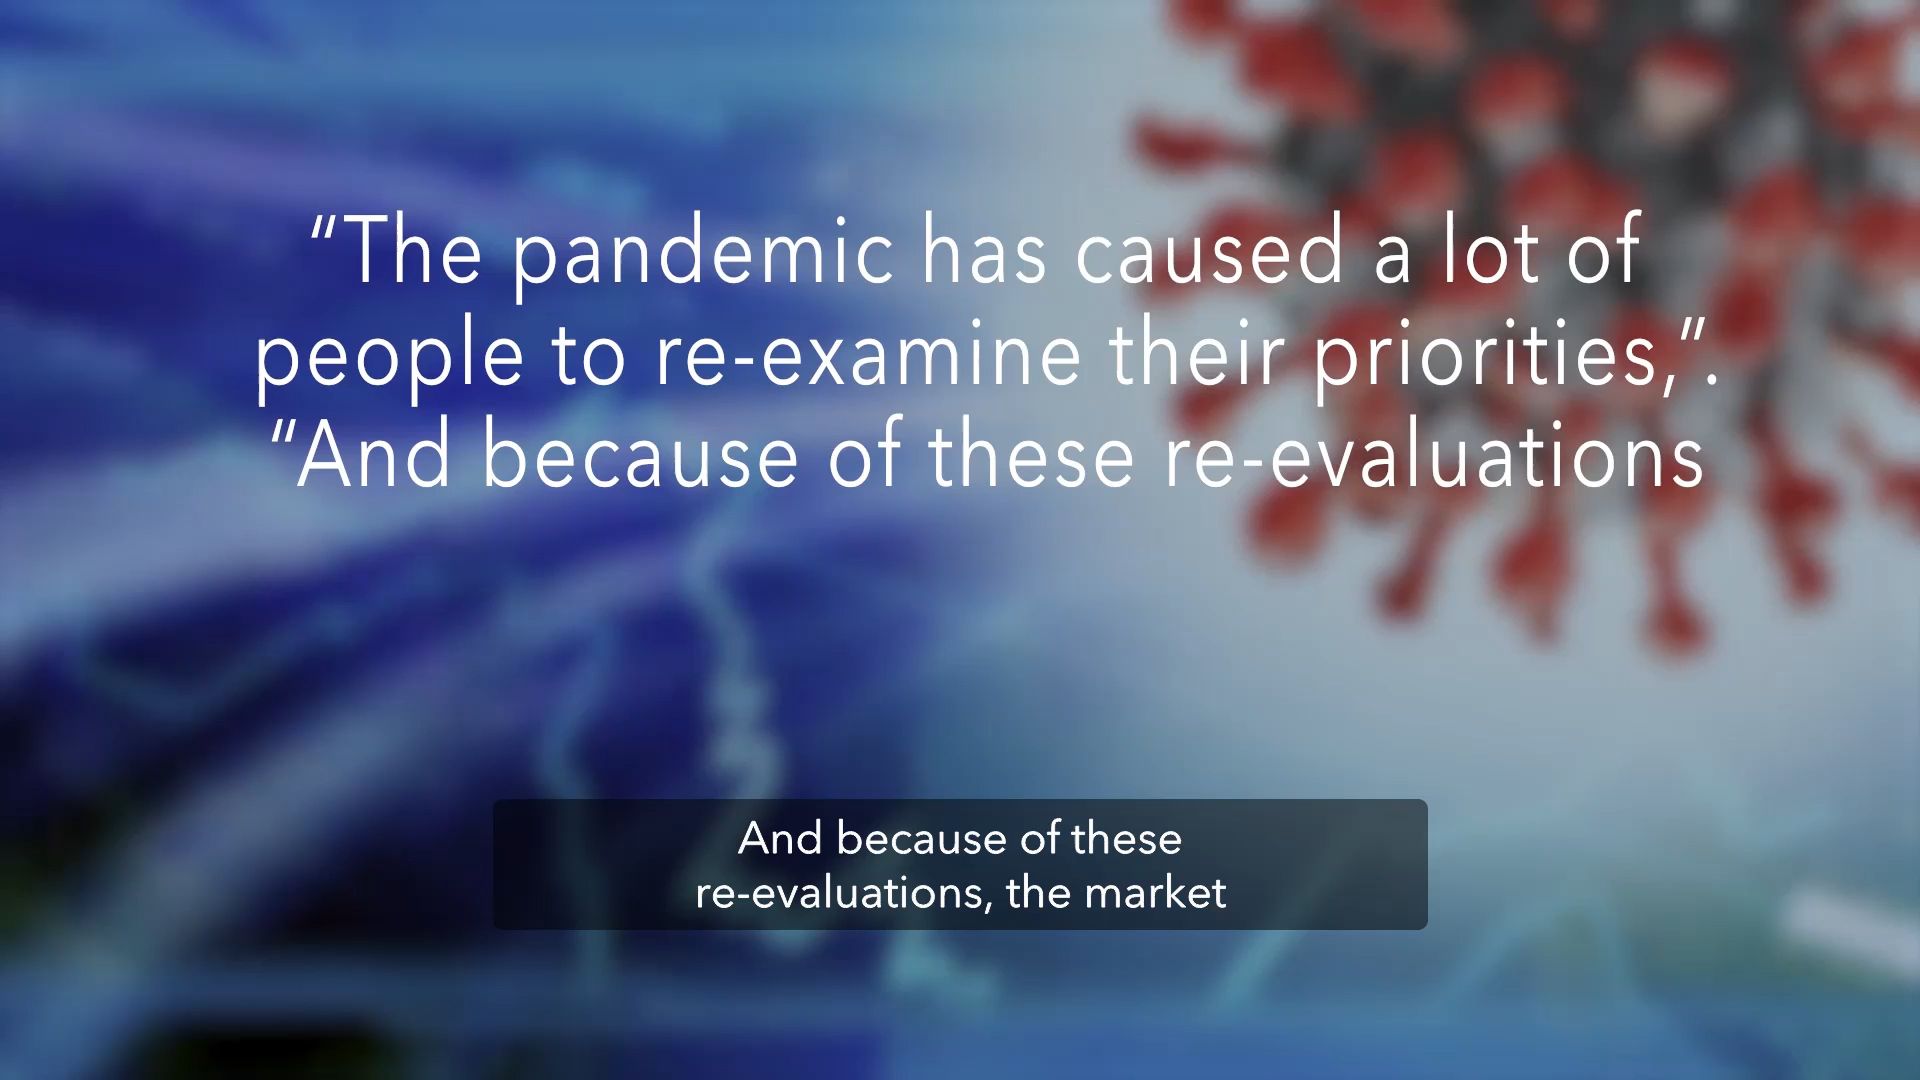 “The pandemic has caused a lot of
people to re-examine their priorities,”.
“And because of these re-evaluations
And because of these
re-evaluations, the market